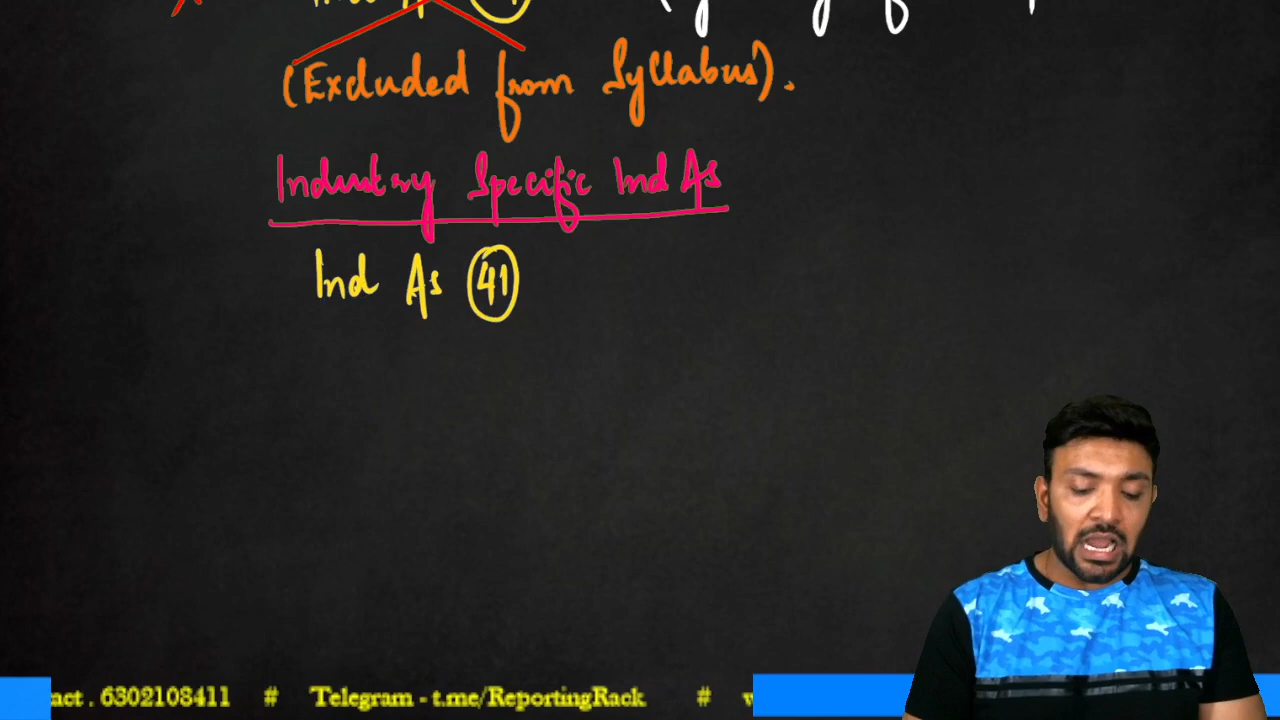 (Excluded from Syllabus).
Industry Specific Ind As
Ind As 41
act . 6302108411 # Telegram - t.me/ReportingRack #